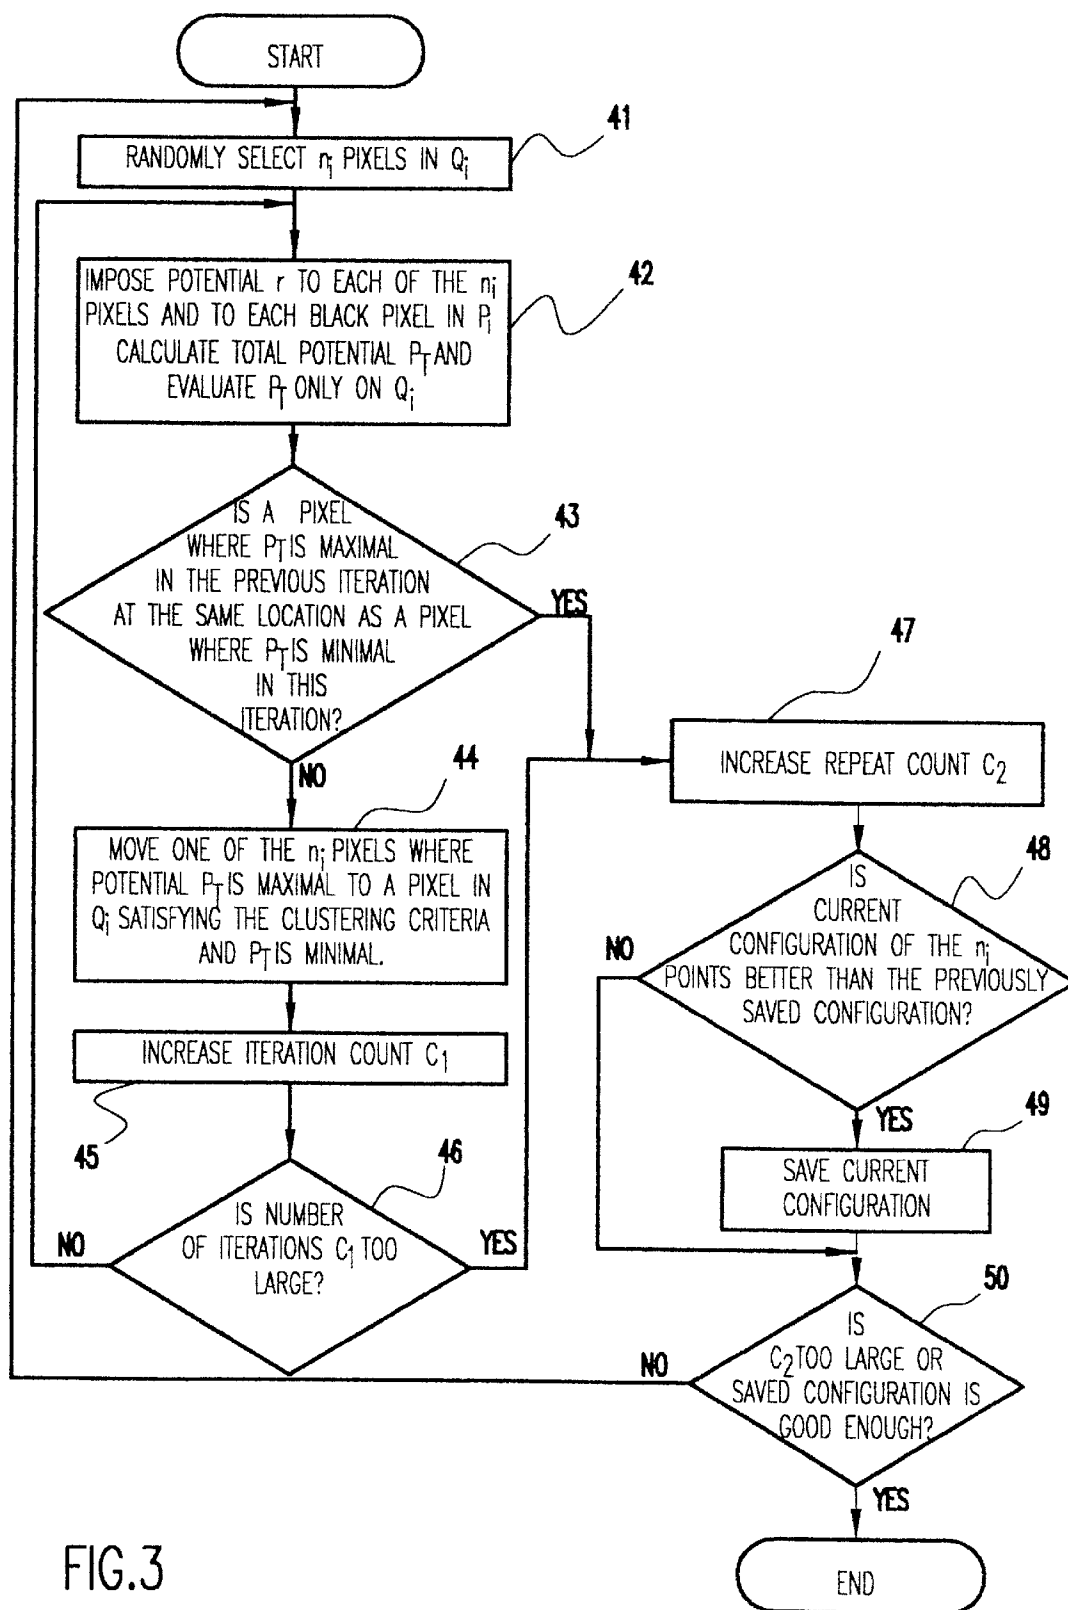 START
41
RANDOMLY SELECT nᵢ PIXELS IN Qᵢ
IMPOSE POTENTIAL r TO EACH OF THE nᵢ
PIXELS AND TO EACH BLACK PIXEL IN Pᵢ
CALCULATE TOTAL POTENTIAL P_T AND
EVALUATE P_T ONLY ON Qᵢ
42
IS A PIXEL
WHERE P_T IS MAXIMAL
IN THE PREVIOUS ITERATION
AT THE SAME LOCATION AS A PIXEL
WHERE P_T IS MINIMAL
IN THIS
ITERATION?
43
YES
NO
44
MOVE ONE OF THE nᵢ PIXELS WHERE
POTENTIAL P_T IS MAXIMAL TO A PIXEL IN
Qᵢ SATISFYING THE CLUSTERING CRITERIA
AND P_T IS MINIMAL.
INCREASE ITERATION COUNT C₁
45
46
IS NUMBER
OF ITERATIONS C₁ TOO
LARGE?
NO
YES
47
INCREASE REPEAT COUNT C₂
48
IS
CURRENT
CONFIGURATION OF THE nᵢ
POINTS BETTER THAN THE PREVIOUSLY
SAVED CONFIGURATION?
NO
YES
49
SAVE CURRENT
CONFIGURATION
50
IS
C₂ TOO LARGE OR
SAVED CONFIGURATION IS
GOOD ENOUGH?
NO
YES
END
FIG.3